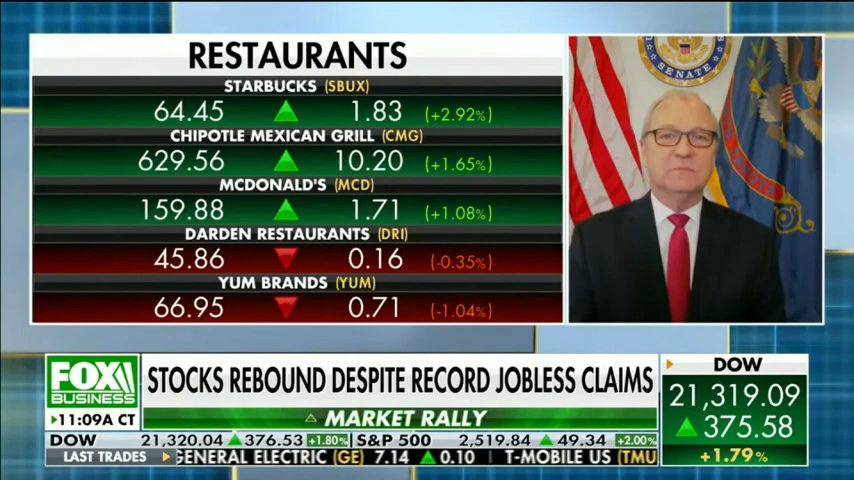 RESTAURANTS
STARBUCKS (SBUX)
64.45 1.83 (+2.92%)
CHIPOTLE MEXICAN GRILL (CMG)
629.56 10.20 (+1.65%)
MCDONALD'S (MCD)
159.88 1.71 (+1.08%)
DARDEN RESTAURANTS (DRI)
45.86 0.16 (-0.35%)
YUM BRANDS (YUM)
66.95 0.71 (-1.04%)
SENATE
FOX
BUSINESS
11:09A CT
STOCKS REBOUND DESPITE RECORD JOBLESS CLAIMS
MARKET RALLY
DOW
21,319.09
375.58
+1.79%
DOW 21,320.04 376.53 +1.80% S&P 500 2,519.84 49.34 +2.00%
LAST TRADES GENERAL ELECTRIC (GE) 7.14 0.10 T-MOBILE US (TMU